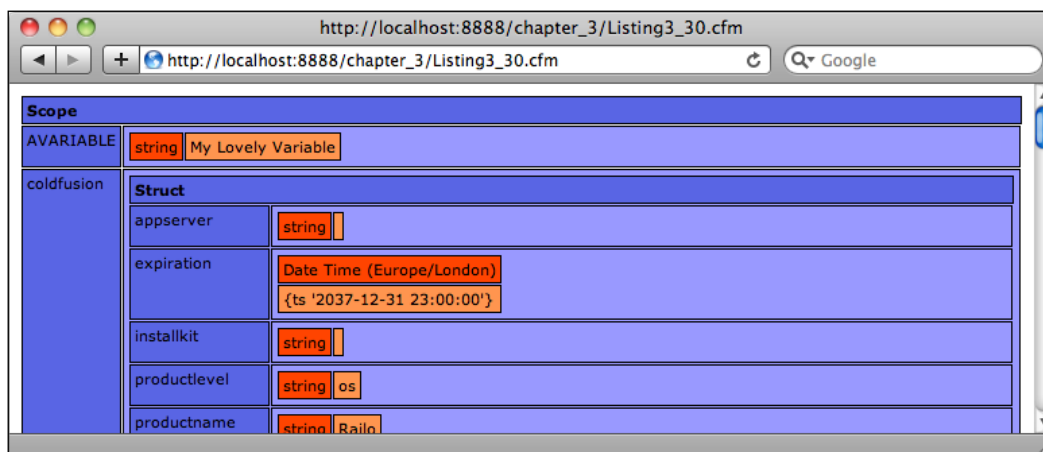 http://localhost:8888/chapter_3/Listing3_30.cfm
+ http://localhost:8888/chapter_3/Listing3_30.cfm Q Google
Scope
AVARIABLE string My Lovely Variable
coldfusion Struct
appserver string
expiration Date Time (Europe/London)
{ts '2037-12-31 23:00:00'}
installkit string
productlevel string os
productname string Railo